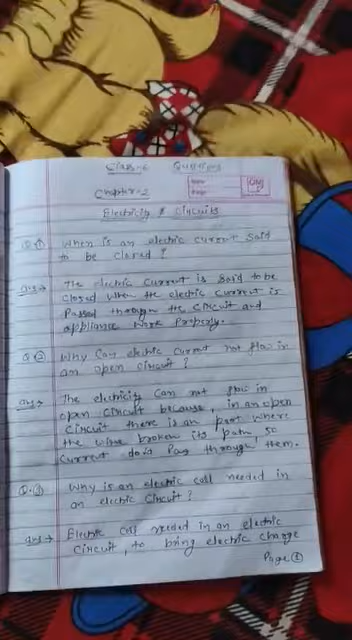 Class-6 Questions
Chapter-2
Electricity & Circuits
Q.① When is an electric current said
to be closed?
ans→ The electric current is said to be
closed when the electric current is
passed through the circuit and
appliance work properly.
Q.② Why can electric current not flow in
an open circuit?
ans→ The electricity can not flow in
open circuit because, in an open
circuit there is an part where
the wire broken its path, so
current does pass through them.
Q.③ Why is an electric cell needed in
an electric circuit?
ans→ Electric cell needed in an electric
circuit, to bring electric charge
Page ①